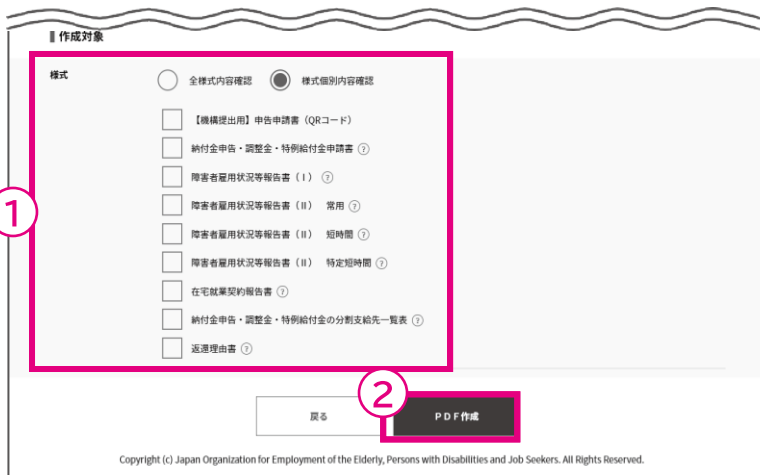 作成対象
様式
全様式内容確認 様式個別内容確認
【機構提出用】申告申請書（QRコード）
納付金申告・調整金・特例給付金申請書 ?
障害者雇用状況等報告書（Ⅰ） ?
障害者雇用状況等報告書（Ⅱ） 常用 ?
障害者雇用状況等報告書（Ⅱ） 短時間 ?
障害者雇用状況等報告書（Ⅱ） 特定短時間 ?
在宅就業契約報告書 ?
納付金申告・調整金・特例給付金の分割支給先一覧表 ?
返還理由書 ?
1
2
戻る PDF作成
Copyright (c) Japan Organization for Employment of the Elderly, Persons with Disabilities and Job Seekers. All Rights Reserved.